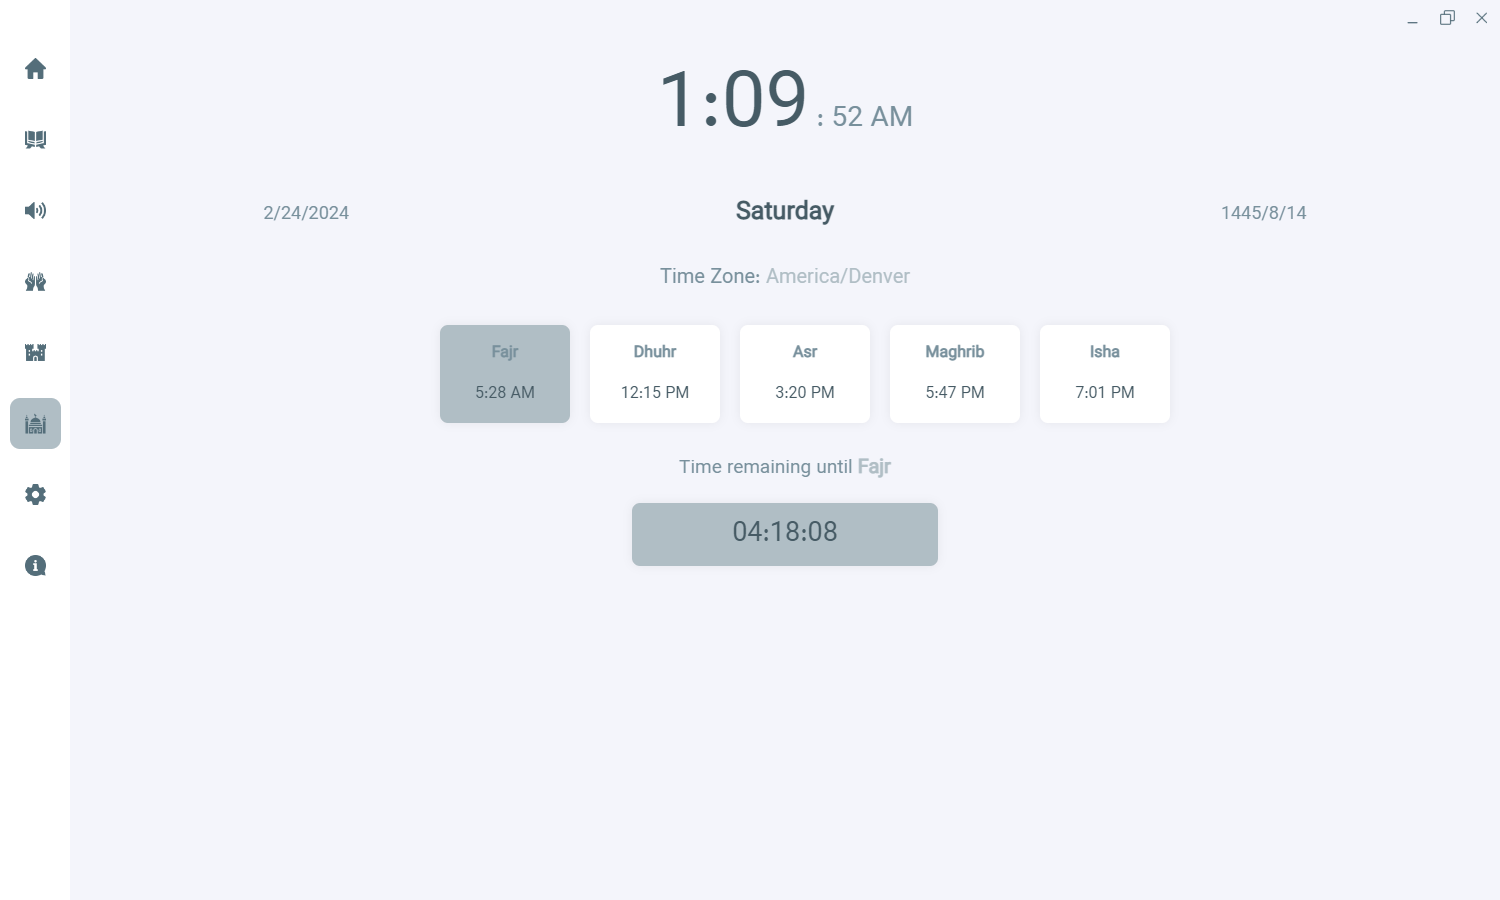 1:09 : 52 AM
2/24/2024 Saturday 1445/8/14
Time Zone: America/Denver
Fajr Dhuhr Asr Maghrib Isha
5:28 AM 12:15 PM 3:20 PM 5:47 PM 7:01 PM
Time remaining until Fajr
04:18:08